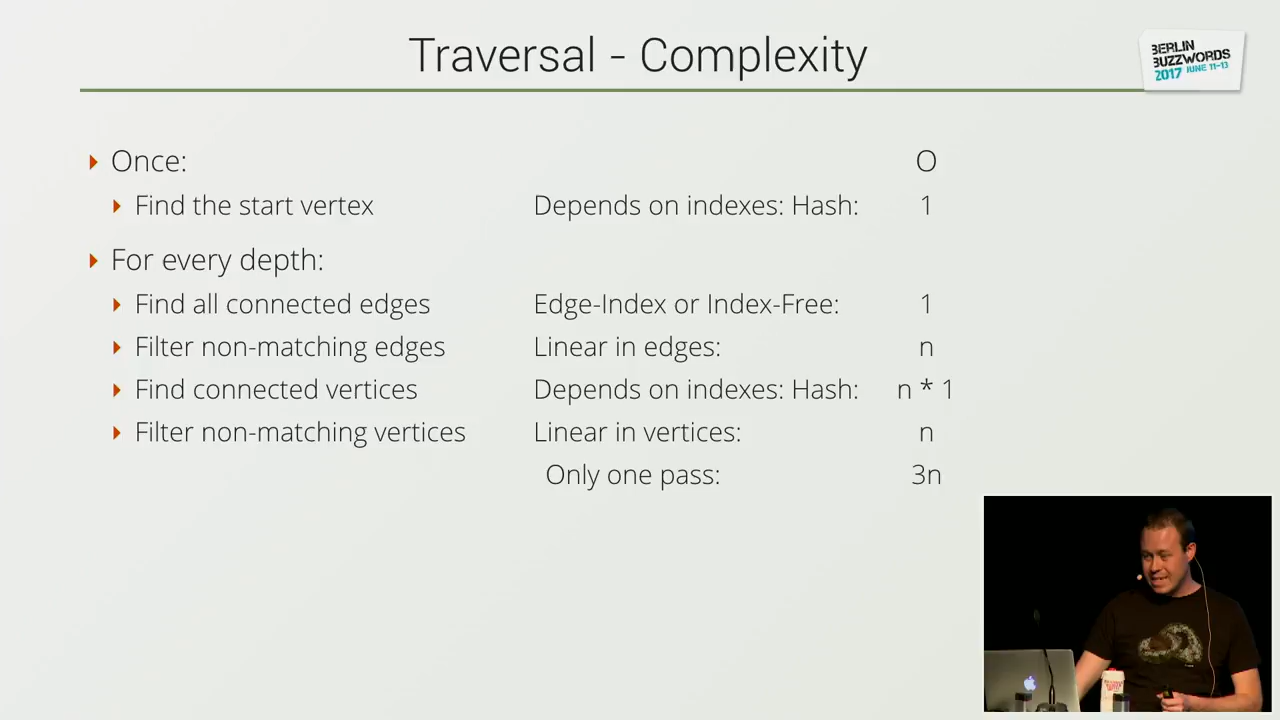 Traversal - Complexity
BERLIN
BUZZWORDS
2017 JUNE 11-13
Once: O
Find the start vertex Depends on indexes: Hash: 1
For every depth:
Find all connected edges Edge-Index or Index-Free: 1
Filter non-matching edges Linear in edges: n
Find connected vertices Depends on indexes: Hash: n * 1
Filter non-matching vertices Linear in vertices: n
Only one pass: 3n